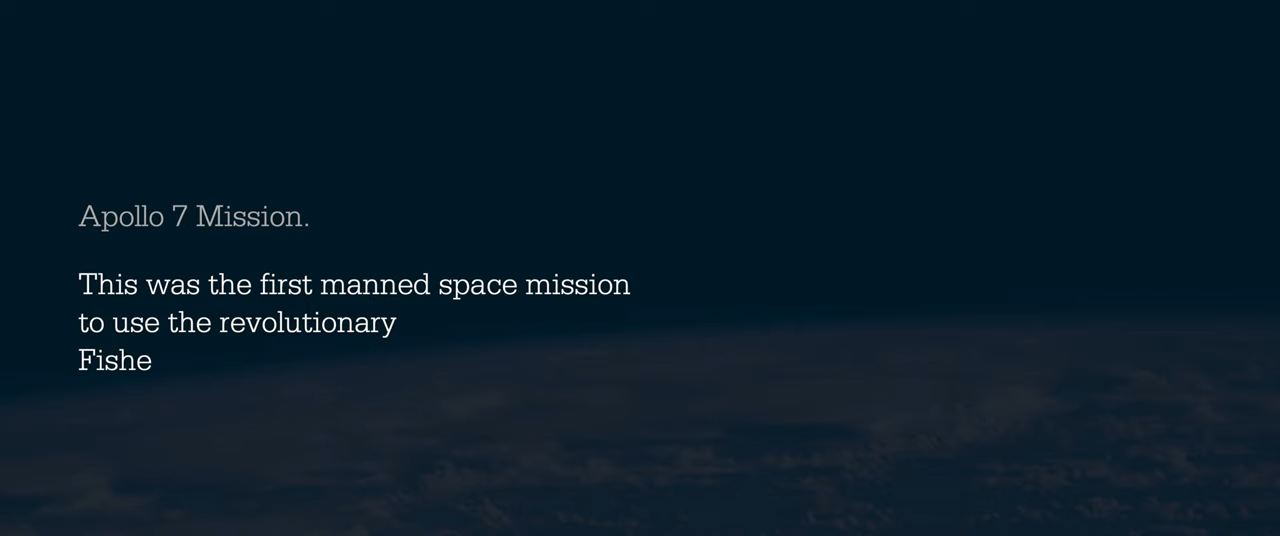 Apollo 7 Mission.
This was the first manned space mission
to use the revolutionary
Fishe